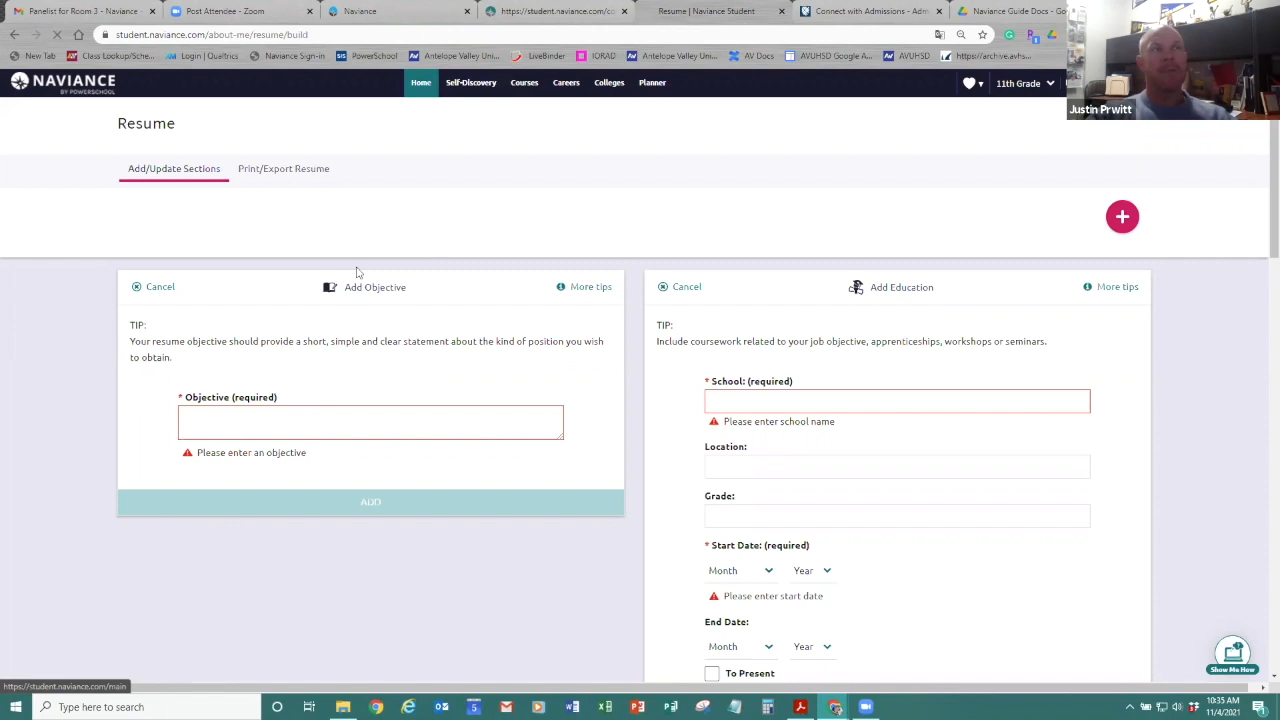 Panelist for K-12 Naviance -
Post Attendee - Zoom
Naviance
https://student.naviance.com/co
Resume | Naviance Student
Connect with Admissions - Adm
Naviance Guide Docs - G
student.naviance.com/about-me/resume/build
New Tab
Class Lookup/Schem...
Login | Qualtrics
Naviance Sign-in
PowerSchool
Antelope Valley Uni...
LiveBinder
IORAD
Antelope Valley Uni...
AV Docs
AVUHSD
AVUHSD
https://archive.avhs...
NAVIANCE
BY POWERSCHOOL
Home
Self-Discovery
Courses
Careers
Colleges
Planner
11th Grade
Justin Prwitt
Resume
Add/Update Sections
Print/Export Resume
Cancel
Add Objective
More tips
TIP:
Your resume objective should provide a short, simple and clear statement about the kind of position you wish
to obtain.
* Objective (required)
Please enter an objective
ADD
Cancel
Add Education
More tips
TIP:
Include coursework related to your job objective, apprenticeships, workshops or seminars.
* School: (required)
Please enter school name
Location:
Grade:
* Start Date: (required)
Month
Year
Please enter start date
End Date:
Month
Year
To Present
Show Me How
https://student.naviance.com/main
Type here to search
10:35 AM
11/4/2021